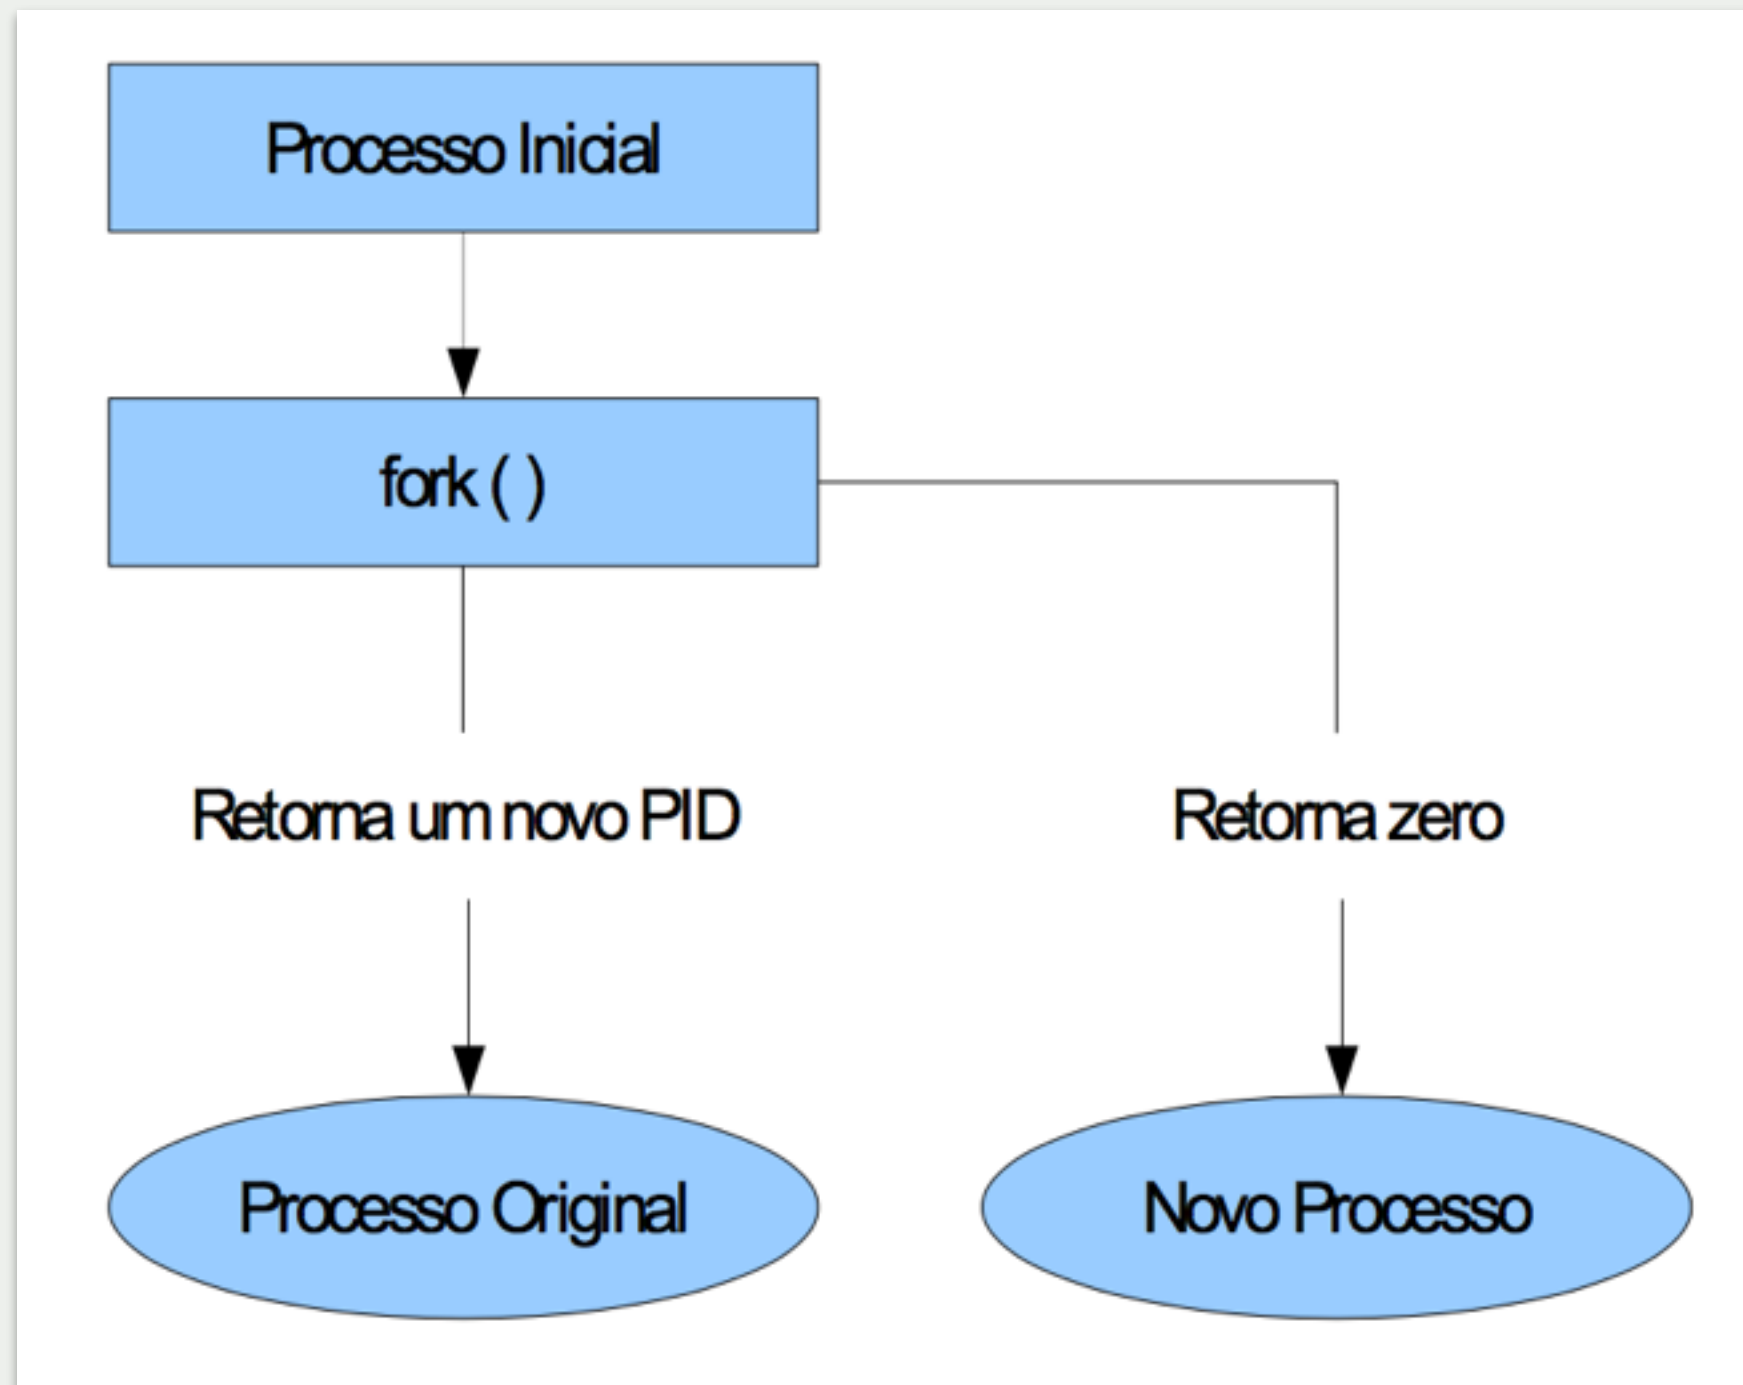 Processo Inicial
fork ( )
Retorna um novo PID
Retorna zero
Processo Original
Novo Processo